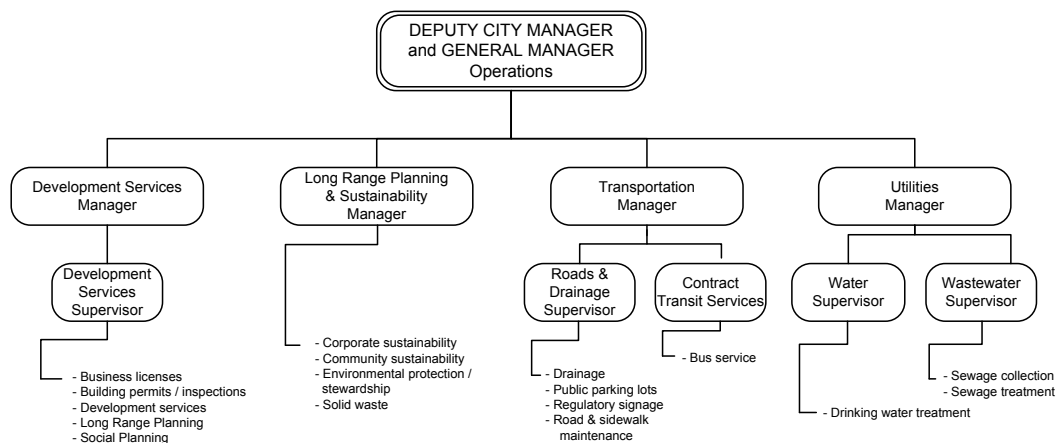 DEPUTY CITY MANAGER
and GENERAL MANAGER
Operations
Development Services
Manager
Long Range Planning
& Sustainability
Manager
Transportation
Manager
Utilities
Manager
Development
Services
Supervisor
Roads &
Drainage
Supervisor
Contract
Transit Services
Water
Supervisor
Wastewater
Supervisor
- Business licenses
- Building permits / inspections
- Development services
- Long Range Planning
- Social Planning
- Corporate sustainability
- Community sustainability
- Environmental protection /
stewardship
- Solid waste
- Drainage
- Public parking lots
- Regulatory signage
- Road & sidewalk
maintenance
- Bus service
- Drinking water treatment
- Sewage collection
- Sewage treatment